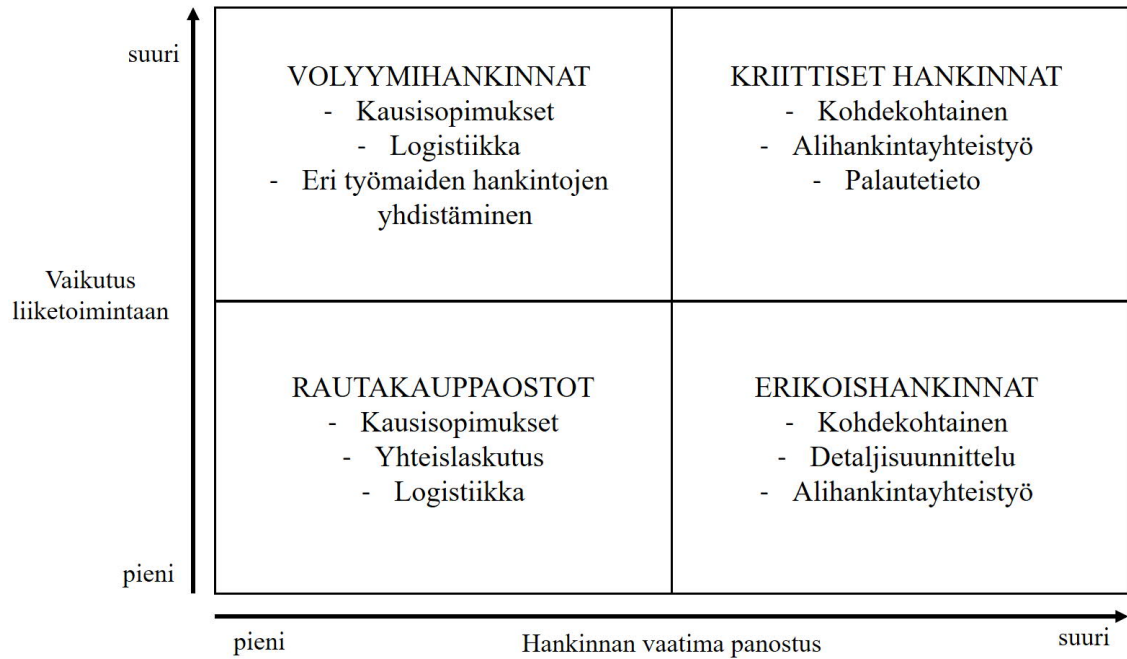 suuri
VOLYYMIHANKINNAT
- Kausisopimukset
- Logistiikka
- Eri työmaiden hankintojen
yhdistäminen
KRIITTISET HANKINNAT
- Kohdekohtainen
- Alihankintayhteistyö
- Palautetieto
Vaikutus
liiketoimintaan
RAUTAKAUPPAOSTOT
- Kausisopimukset
- Yhteislaskutus
- Logistiikka
ERIKOISHANKINNAT
- Kohdekohtainen
- Detaljisuunnittelu
- Alihankintayhteistyö
pieni
pieni
Hankinnan vaatima panostus
suuri